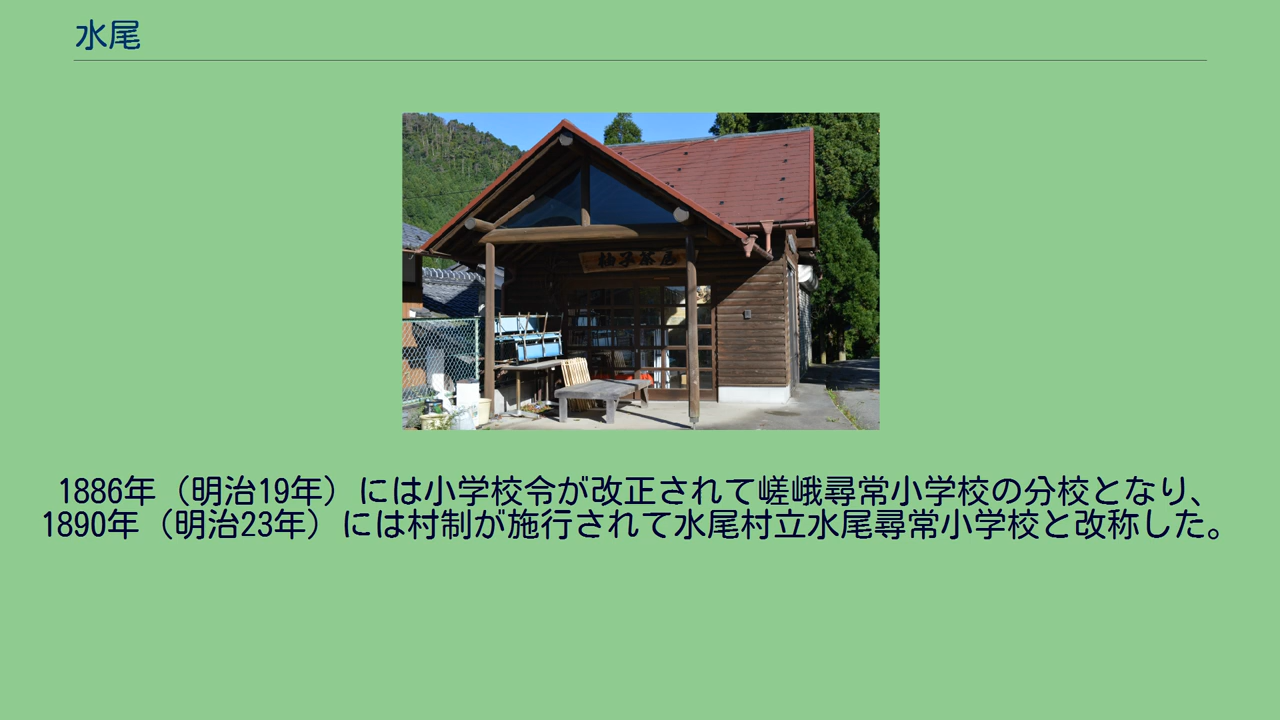 水尾
柚子茶屋
1886年（明治19年）には小学校令が改正されて嵯峨尋常小学校の分校となり、
1890年（明治23年）には村制が施行されて水尾村立水尾尋常小学校と改称した。